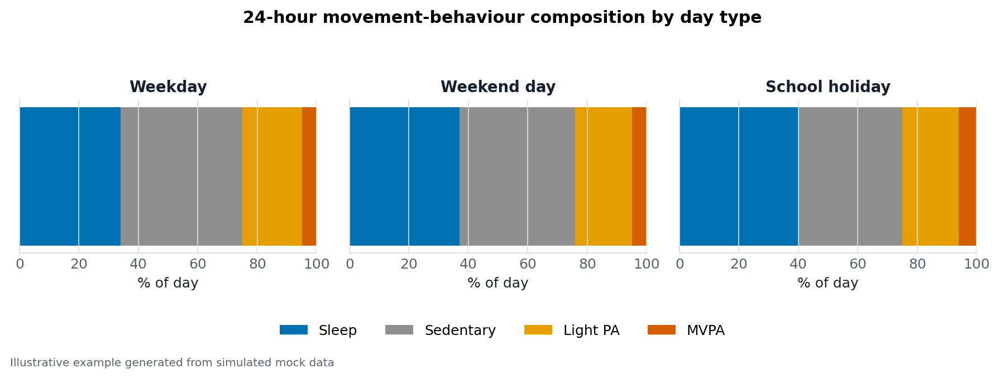 24-hour movement-behaviour composition by day type
Weekday
Weekend day
School holiday
0 20 40 60 80 100
0 20 40 60 80 100
0 20 40 60 80 100
% of day
% of day
% of day
Sleep Sedentary Light PA MVPA
Illustrative example generated from simulated mock data